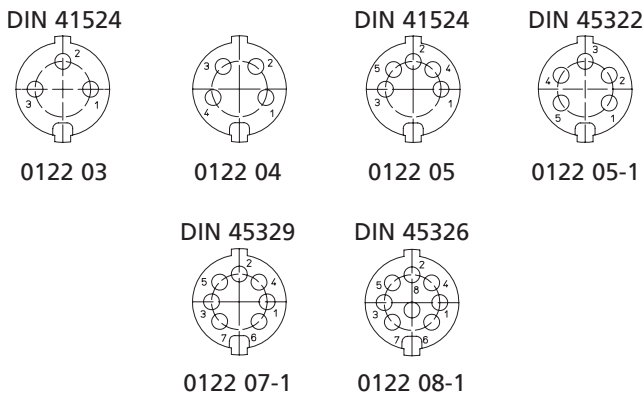 DIN 41524 DIN 41524 DIN 45322
2 3 1
3 2 4 1
2 5 4 3 1
3 4 2 5 1
0122 03 0122 04 0122 05 0122 05-1
DIN 45329 DIN 45326
2 5 4 3 1 7 6
2 5 4 8 3 1 7 6
0122 07-1 0122 08-1